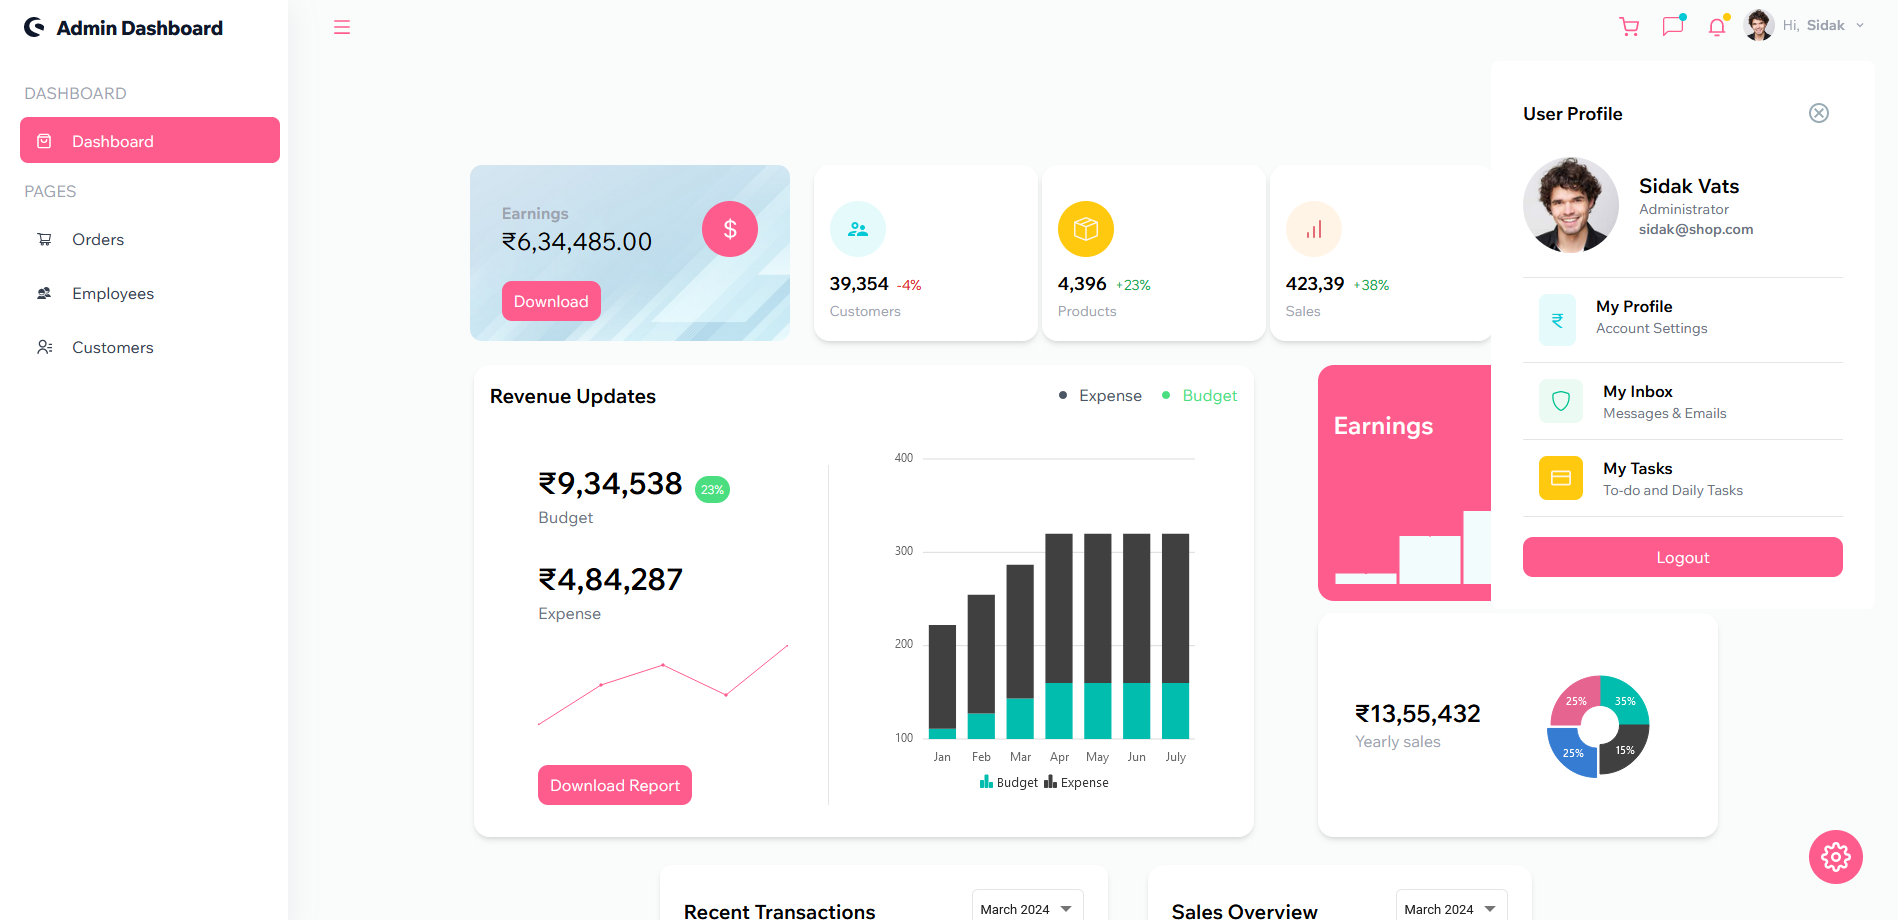 Admin Dashboard
Hi, Sidak
DASHBOARD
Dashboard
PAGES
Orders
Employees
Customers
Earnings
₹6,34,485.00
$
Download
39,354 -4%
Customers
4,396 +23%
Products
423,39 +38%
Sales
User Profile
Sidak Vats
Administrator
sidak@shop.com
₹
My Profile
Account Settings
My Inbox
Messages & Emails
My Tasks
To-do and Daily Tasks
Logout
Revenue Updates
Expense
Budget
₹9,34,538 23%
Budget
₹4,84,287
Expense
Download Report
400
300
200
100
Jan Feb Mar Apr May Jun July
Budget Expense
Earnings
₹13,55,432
Yearly sales
25% 35%
25% 15%
Recent Transactions
March 2024
Sales Overview
March 2024